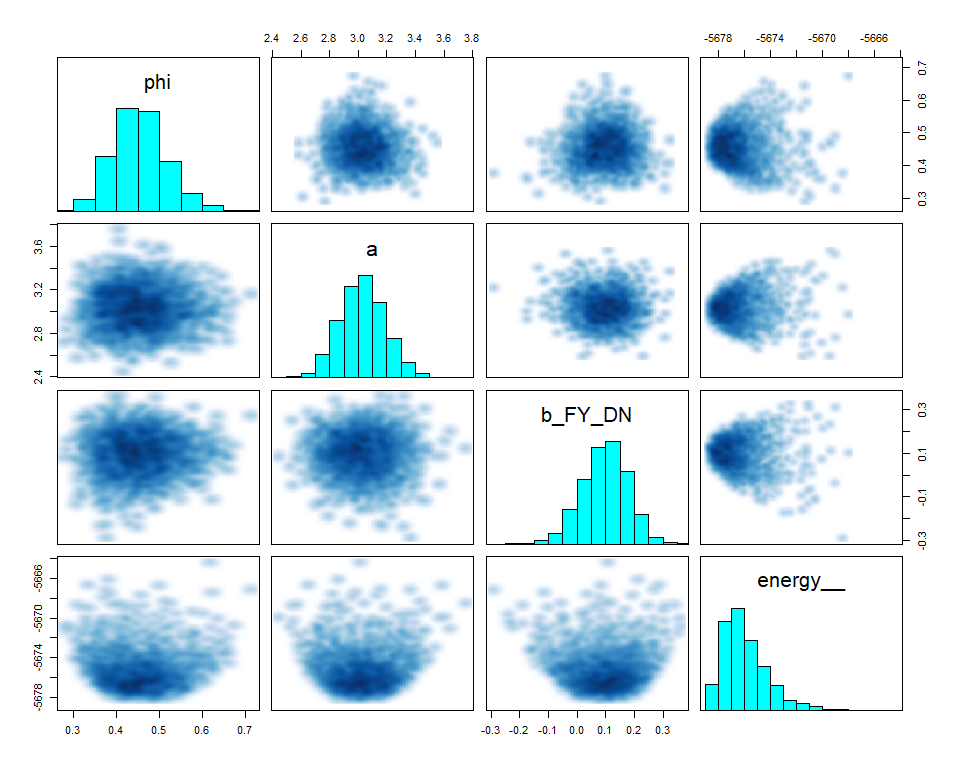 2.4 2.6 2.8 3.0 3.2 3.4 3.6 3.8
-5678 -5674 -5670 -5666
phi
0.3 0.4 0.5 0.6 0.7
a
2.4 2.8 3.2 3.6
b_FY_DN
-0.3 -0.1 0.1 0.3
energy__
-5678 -5674 -5670 -5666
0.3 0.4 0.5 0.6 0.7
-0.3 -0.2 -0.1 0.0 0.1 0.2 0.3